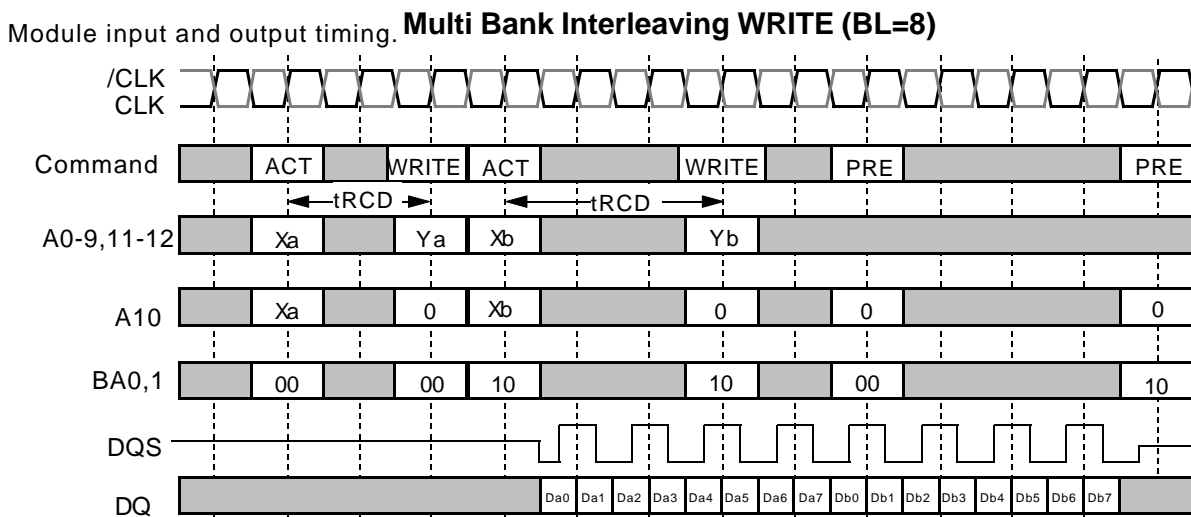 Module input and output timing. Multi Bank Interleaving WRITE (BL=8)
/CLK
CLK
Command ACT WRITE ACT WRITE PRE PRE
tRCD tRCD
A0-9,11-12 Xa Ya Xb Yb
A10 Xa 0 Xb 0 0 0
BA0,1 00 00 10 10 00 10
DQS
DQ Da0 Da1 Da2 Da3 Da4 Da5 Da6 Da7 Db0 Db1 Db2 Db3 Db4 Db5 Db6 Db7